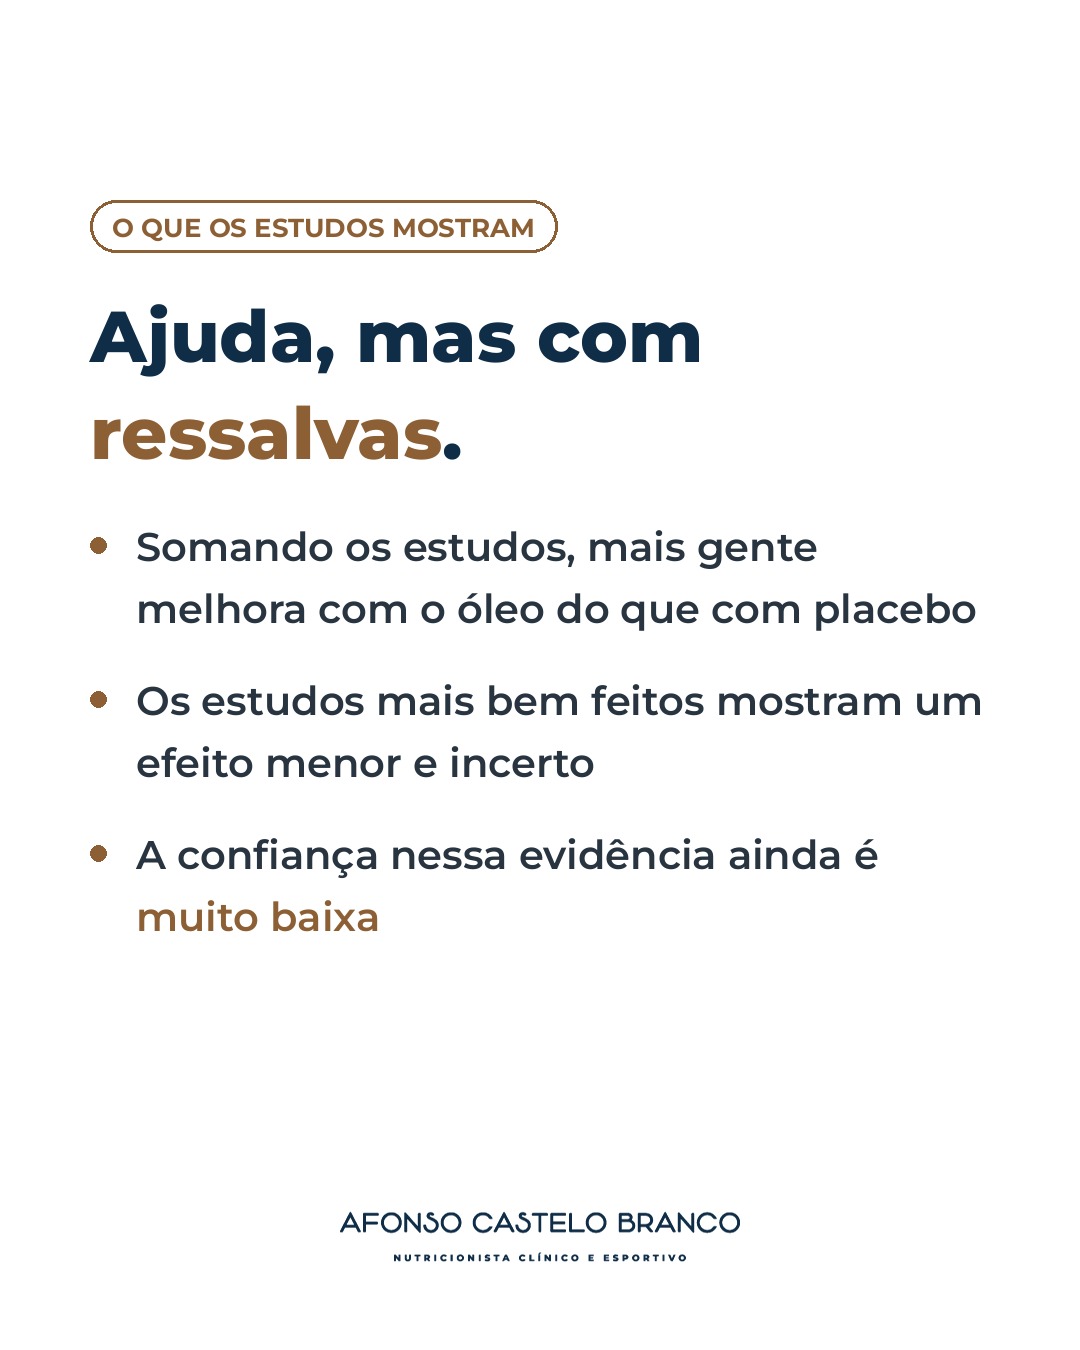 O QUE OS ESTUDOS MOSTRAM
Ajuda, mas com
ressalvas.
Somando os estudos, mais gente
melhora com o óleo do que com placebo
Os estudos mais bem feitos mostram um
efeito menor e incerto
A confiança nessa evidência ainda é
muito baixa
AFONSO CASTELO BRANCO
NUTRICIONISTA CLÍNICO E ESPORTIVO